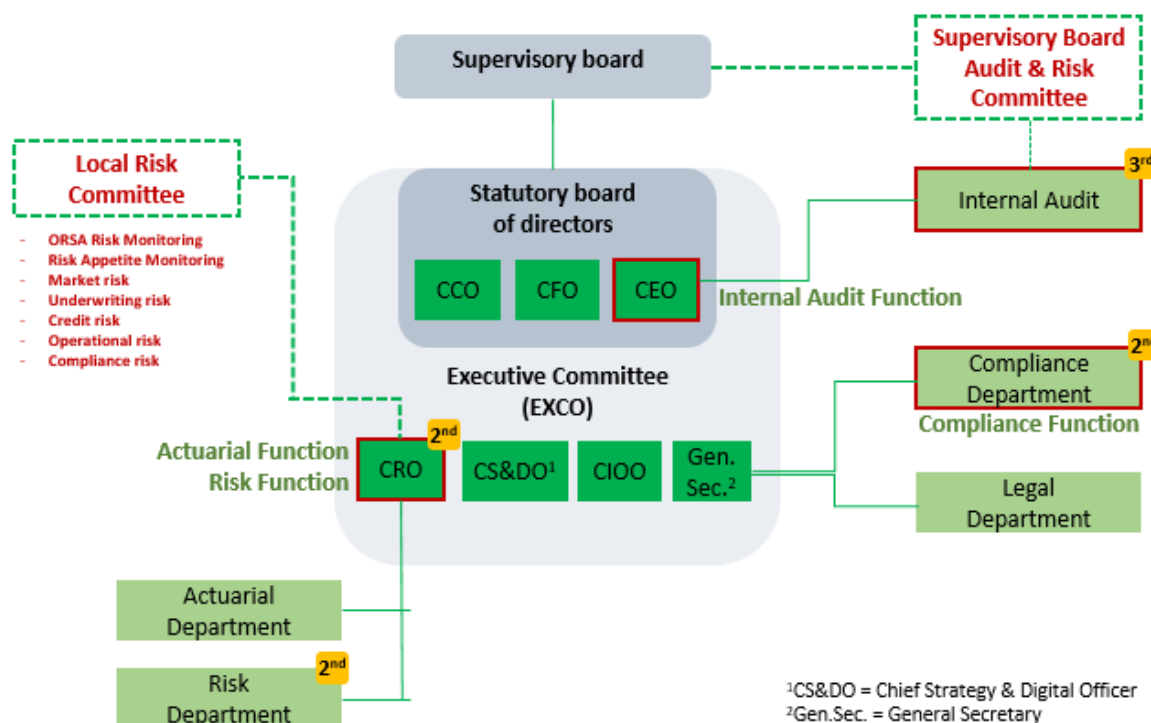 Supervisory board
Supervisory Board
Audit & Risk
Committee
Local Risk
Committee
- ORSA Risk Monitoring
- Risk Appetite Monitoring
- Market risk
- Underwriting risk
- Credit risk
- Operational risk
- Compliance risk
Statutory board
of directors
CCO
CFO
CEO
3rd
Internal Audit
Internal Audit Function
Executive Committee
(EXCO)
2nd
Compliance
Department
Compliance Function
Actuarial Function
Risk Function
2nd
CRO
CS&DO¹
CIOO
Gen.
Sec.²
Legal
Department
Actuarial
Department
2nd
Risk
Department
¹CS&DO = Chief Strategy & Digital Officer
²Gen.Sec. = General Secretary